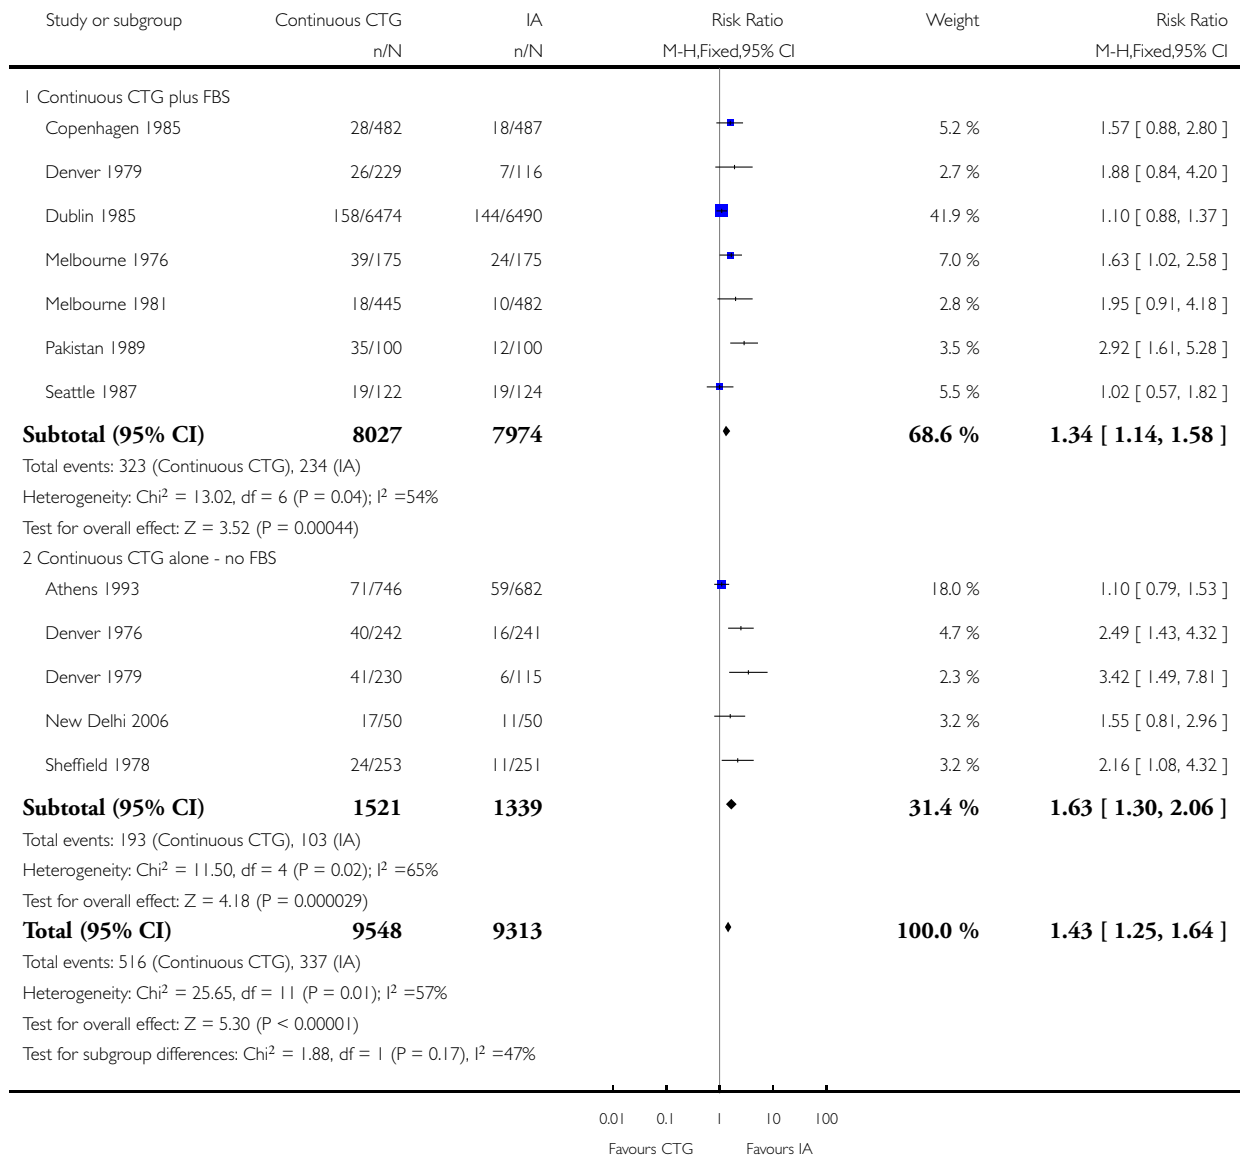 Study or subgroup Continuous CTG IA Risk Ratio Weight Risk Ratio
n/N n/N M-H,Fixed,95% CI M-H,Fixed,95% CI
1 Continuous CTG plus FBS
Copenhagen 1985 28/482 18/487 5.2 % 1.57 [ 0.88, 2.80 ]
Denver 1979 26/229 7/116 2.7 % 1.88 [ 0.84, 4.20 ]
Dublin 1985 158/6474 144/6490 41.9 % 1.10 [ 0.88, 1.37 ]
Melbourne 1976 39/175 24/175 7.0 % 1.63 [ 1.02, 2.58 ]
Melbourne 1981 18/445 10/482 2.8 % 1.95 [ 0.91, 4.18 ]
Pakistan 1989 35/100 12/100 3.5 % 2.92 [ 1.61, 5.28 ]
Seattle 1987 19/122 19/124 5.5 % 1.02 [ 0.57, 1.82 ]
Subtotal (95% CI) 8027 7974 68.6 % 1.34 [ 1.14, 1.58 ]
Total events: 323 (Continuous CTG), 234 (IA)
Heterogeneity: Chi² = 13.02, df = 6 (P = 0.04); I² =54%
Test for overall effect: Z = 3.52 (P = 0.00044)
2 Continuous CTG alone - no FBS
Athens 1993 71/746 59/682 18.0 % 1.10 [ 0.79, 1.53 ]
Denver 1976 40/242 16/241 4.7 % 2.49 [ 1.43, 4.32 ]
Denver 1979 41/230 6/115 2.3 % 3.42 [ 1.49, 7.81 ]
New Delhi 2006 17/50 11/50 3.2 % 1.55 [ 0.81, 2.96 ]
Sheffield 1978 24/253 11/251 3.2 % 2.16 [ 1.08, 4.32 ]
Subtotal (95% CI) 1521 1339 31.4 % 1.63 [ 1.30, 2.06 ]
Total events: 193 (Continuous CTG), 103 (IA)
Heterogeneity: Chi² = 11.50, df = 4 (P = 0.02); I² =65%
Test for overall effect: Z = 4.18 (P = 0.000029)
Total (95% CI) 9548 9313 100.0 % 1.43 [ 1.25, 1.64 ]
Total events: 516 (Continuous CTG), 337 (IA)
Heterogeneity: Chi² = 25.65, df = 11 (P = 0.01); I² =57%
Test for overall effect: Z = 5.30 (P < 0.00001)
Test for subgroup differences: Chi² = 1.88, df = 1 (P = 0.17), I² =47%
0.01 0.1 1 10 100
Favours CTG Favours IA